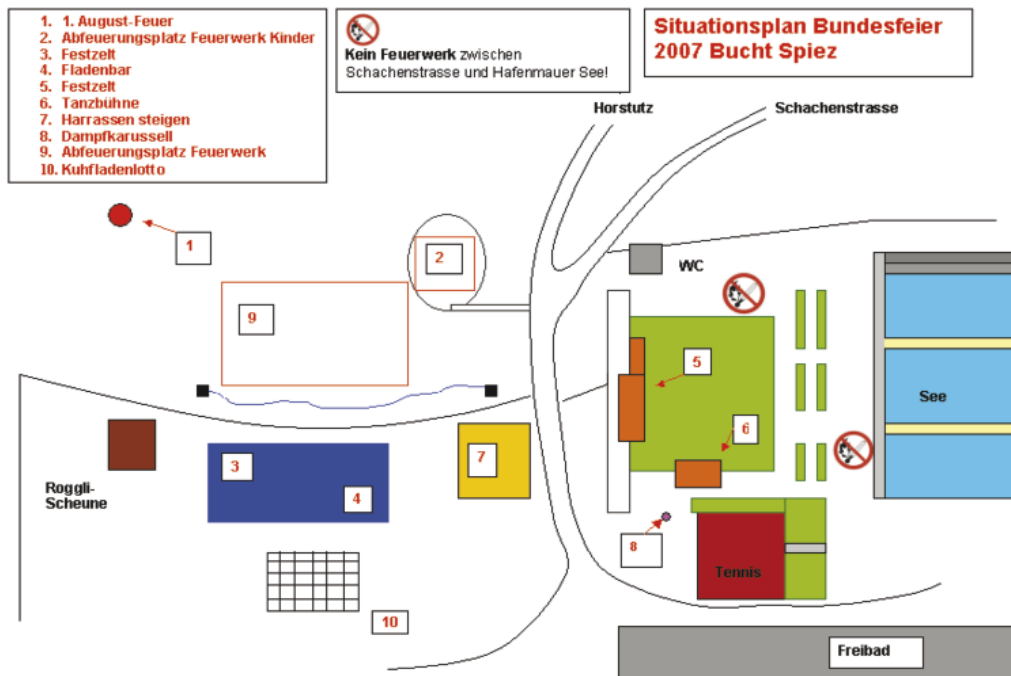 1. 1. August-Feuer
2. Abfeuerungsplatz Feuerwerk Kinder
3. Festzelt
4. Fladenbar
5. Festzelt
6. Tanzbühne
7. Harrassen steigen
8. Dampfkarussell
9. Abfeuerungsplatz Feuerwerk
10. Kuhfladenlotto
Kein Feuerwerk zwischen
Schachenstrasse und Hafenmauer See!
Situationsplan Bundesfeier
2007 Bucht Spiez
Horstutz
Schachenstrasse
1
2
WC
9
5
See
6
3
7
4
Roggli-
Scheune
8
Tennis
10
Freibad